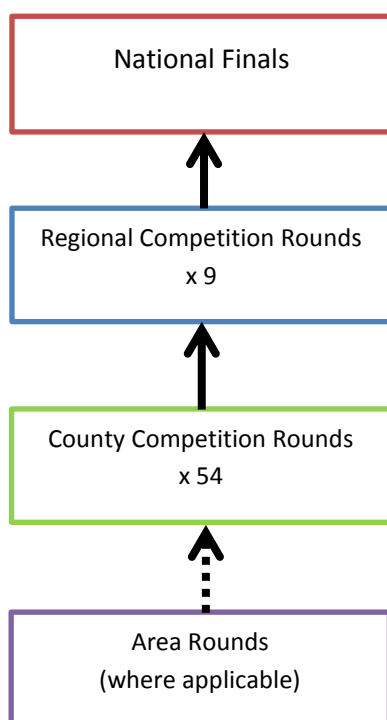 National Finals
Regional Competition Rounds
x 9
County Competition Rounds
x 54
Area Rounds
(where applicable)